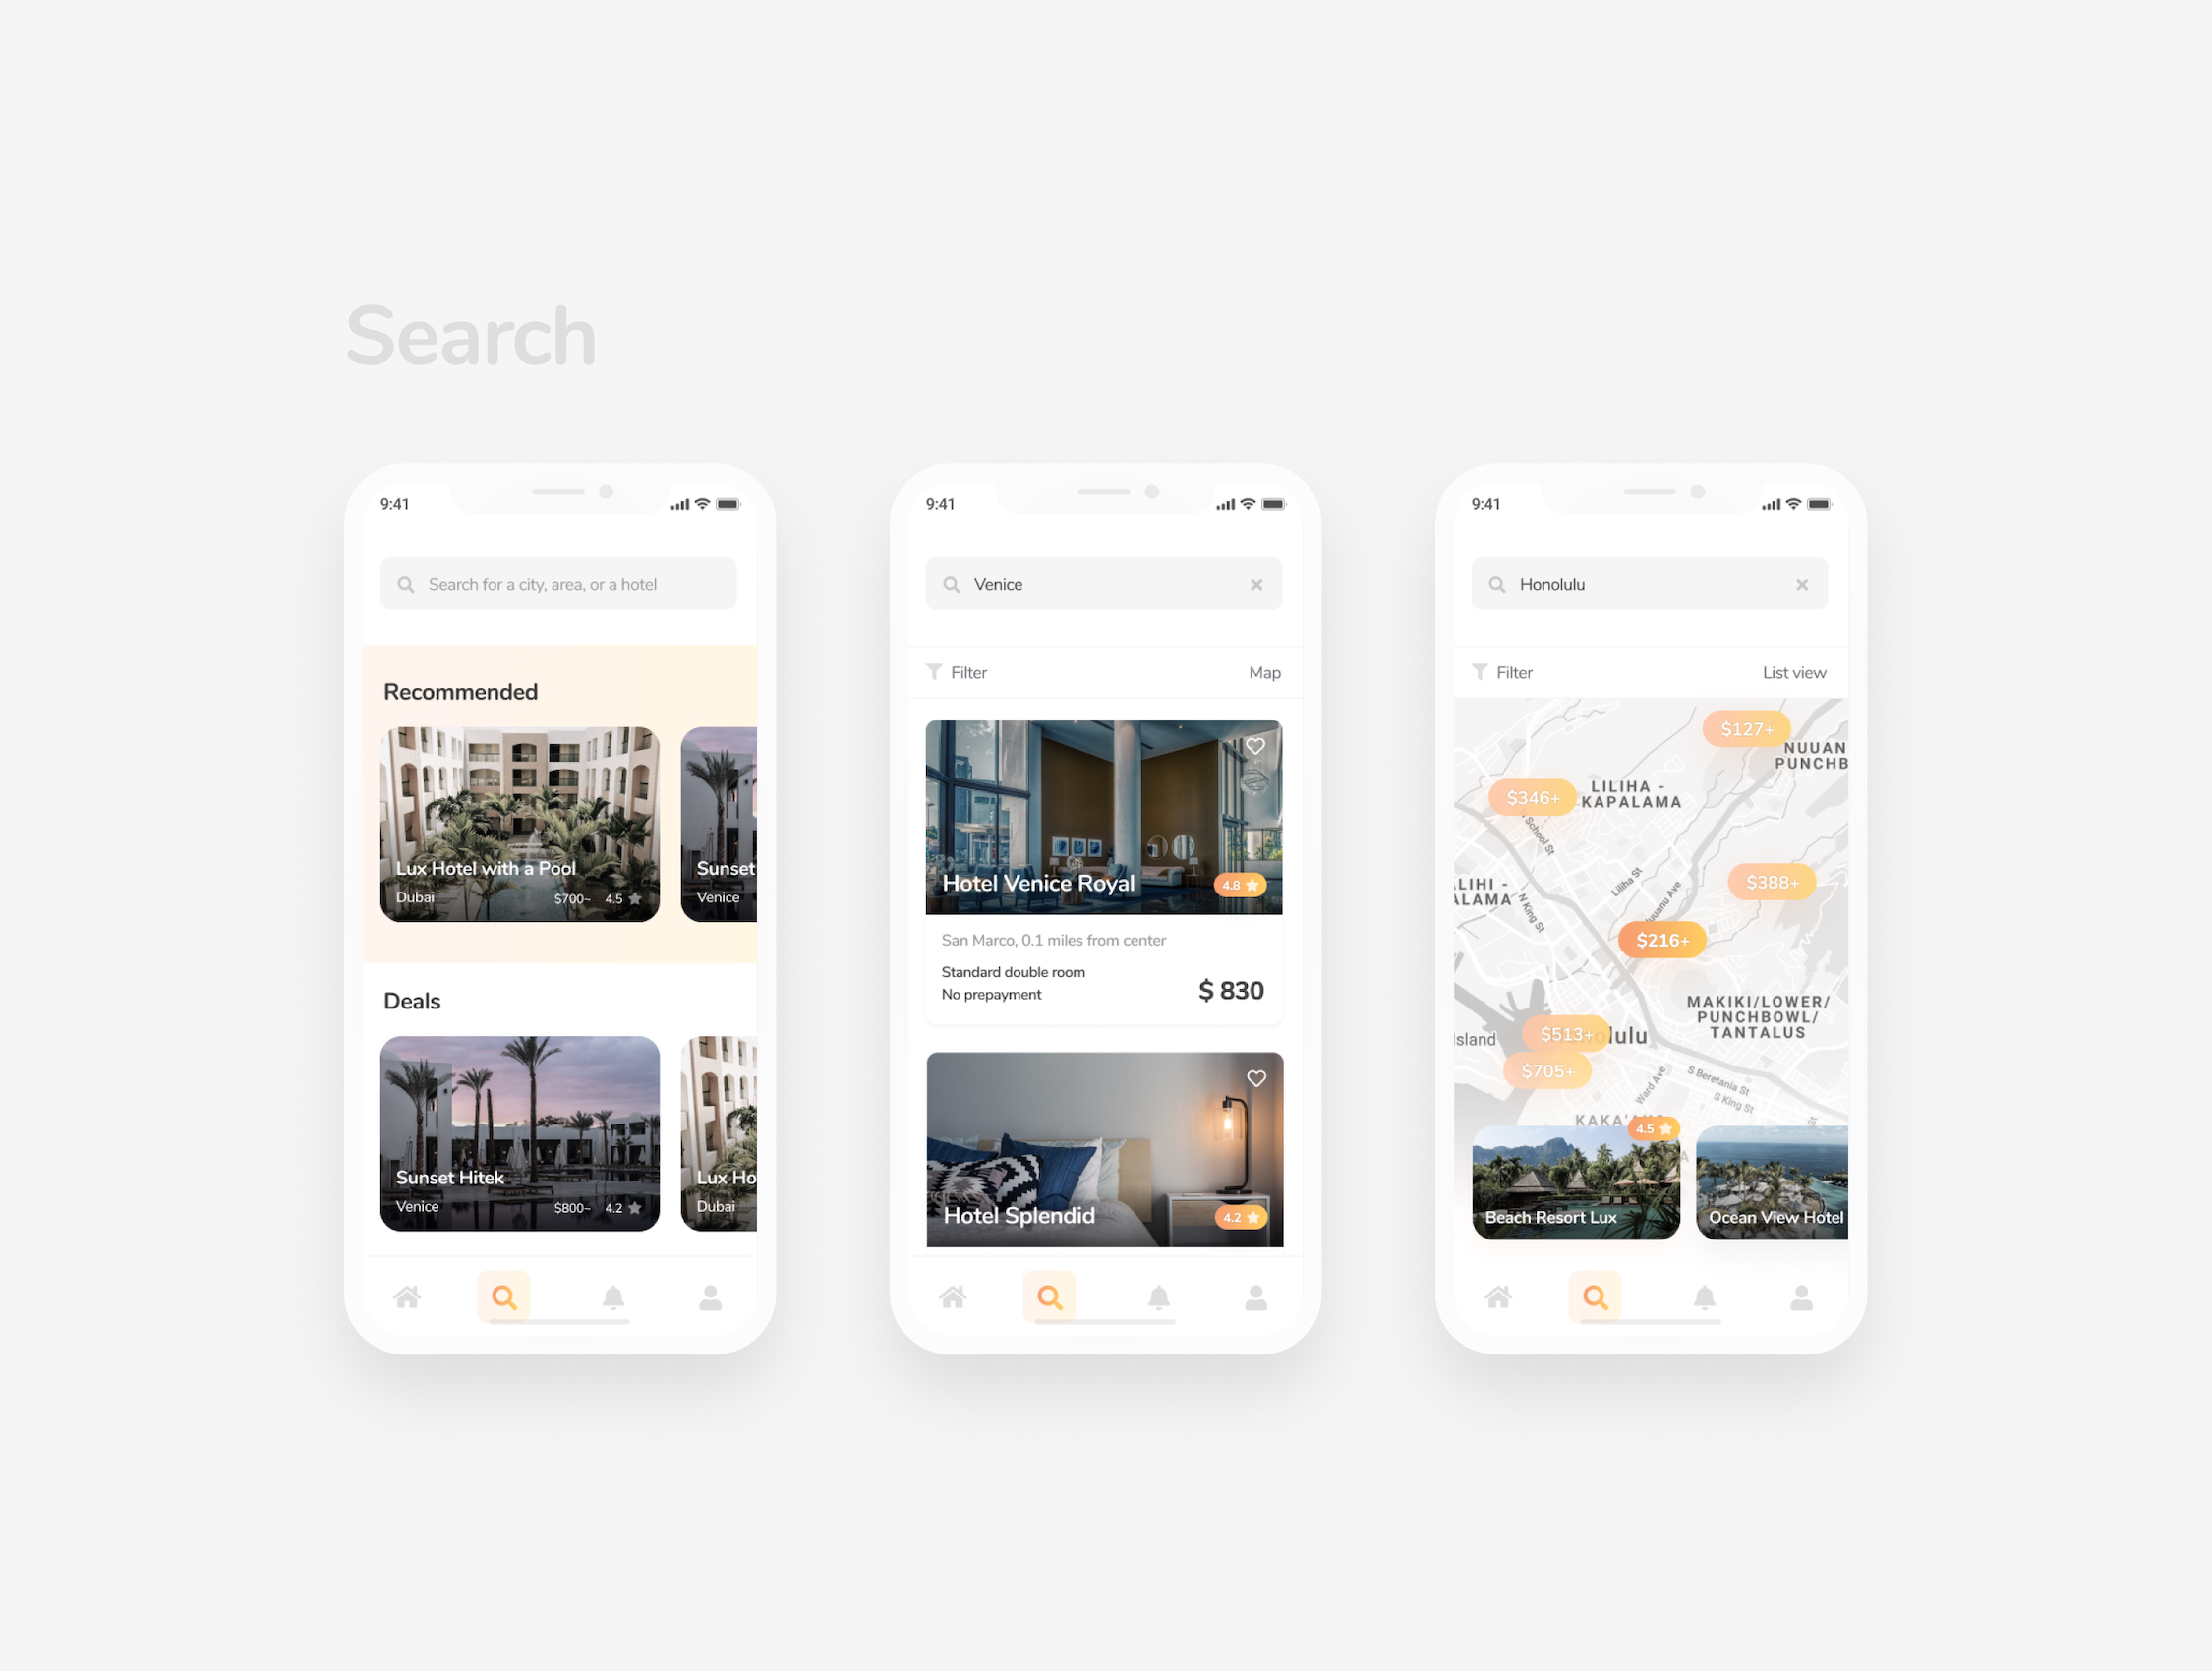 Search
9:41
Search for a city, area, or a hotel
Recommended
Lux Hotel with a Pool
Dubai
$700~ 4.5
Sunset
Venice
Deals
Sunset Hitek
Venice
$800~ 4.2
Lux Ho
Dubai
9:41
Venice
Filter
Map
Hotel Venice Royal
4.8
San Marco, 0.1 miles from center
Standard double room
No prepayment
$ 830
Hotel Splendid
4.2
9:41
Honolulu
Filter
List view
$127+
NUUAN
PUNCHB
$346+
LILIHA -
KAPALAMA
School St
$388+
Liliha St
LIHI -
ALAMA
N King St
uuanu Ave
$216+
MAKIKI/LOWER/
PUNCHBOWL/
TANTALUS
$513+
lulu
sland
$705+
S Beretania St
Ward Ave
S King St
St
KAKA'AKO
4.5
Beach Resort Lux
Ocean View Hotel